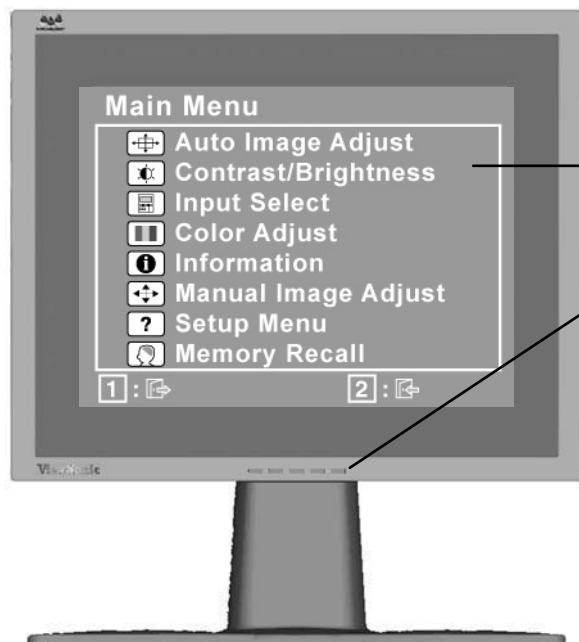 Main Menu
Auto Image Adjust
Contrast/Brightness
Input Select
Color Adjust
Information
Manual Image Adjust
? Setup Menu
Memory Recall
1 : 2 :
ViewSonic